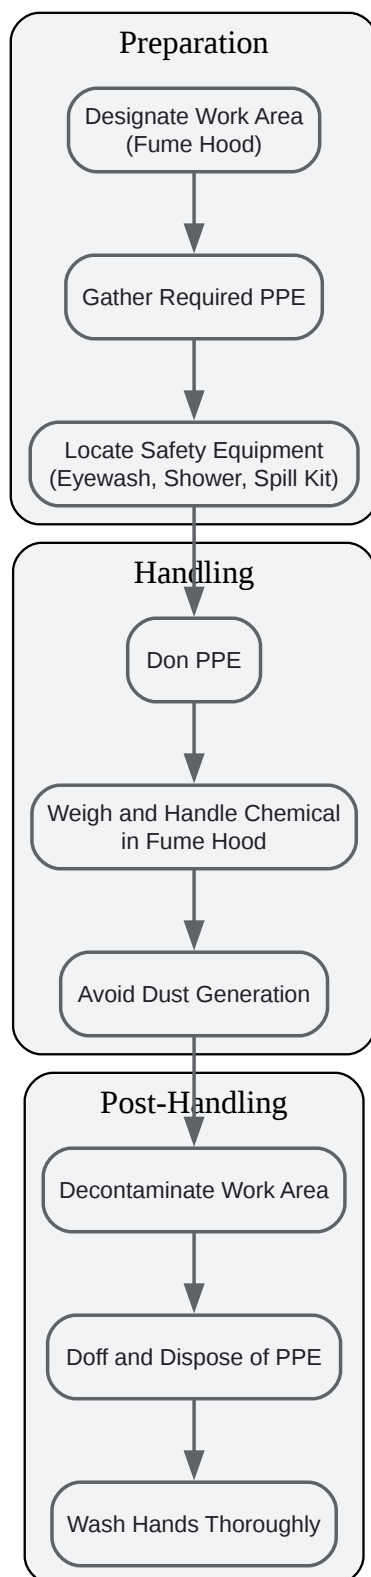 Preparation
Designate Work Area
(Fume Hood)
Gather Required PPE
Locate Safety Equipment
(Eyewash, Shower, Spill Kit)
Handling
Don PPE
Weigh and Handle Chemical
in Fume Hood
Avoid Dust Generation
Post-Handling
Decontaminate Work Area
Doff and Dispose of PPE
Wash Hands Thoroughly